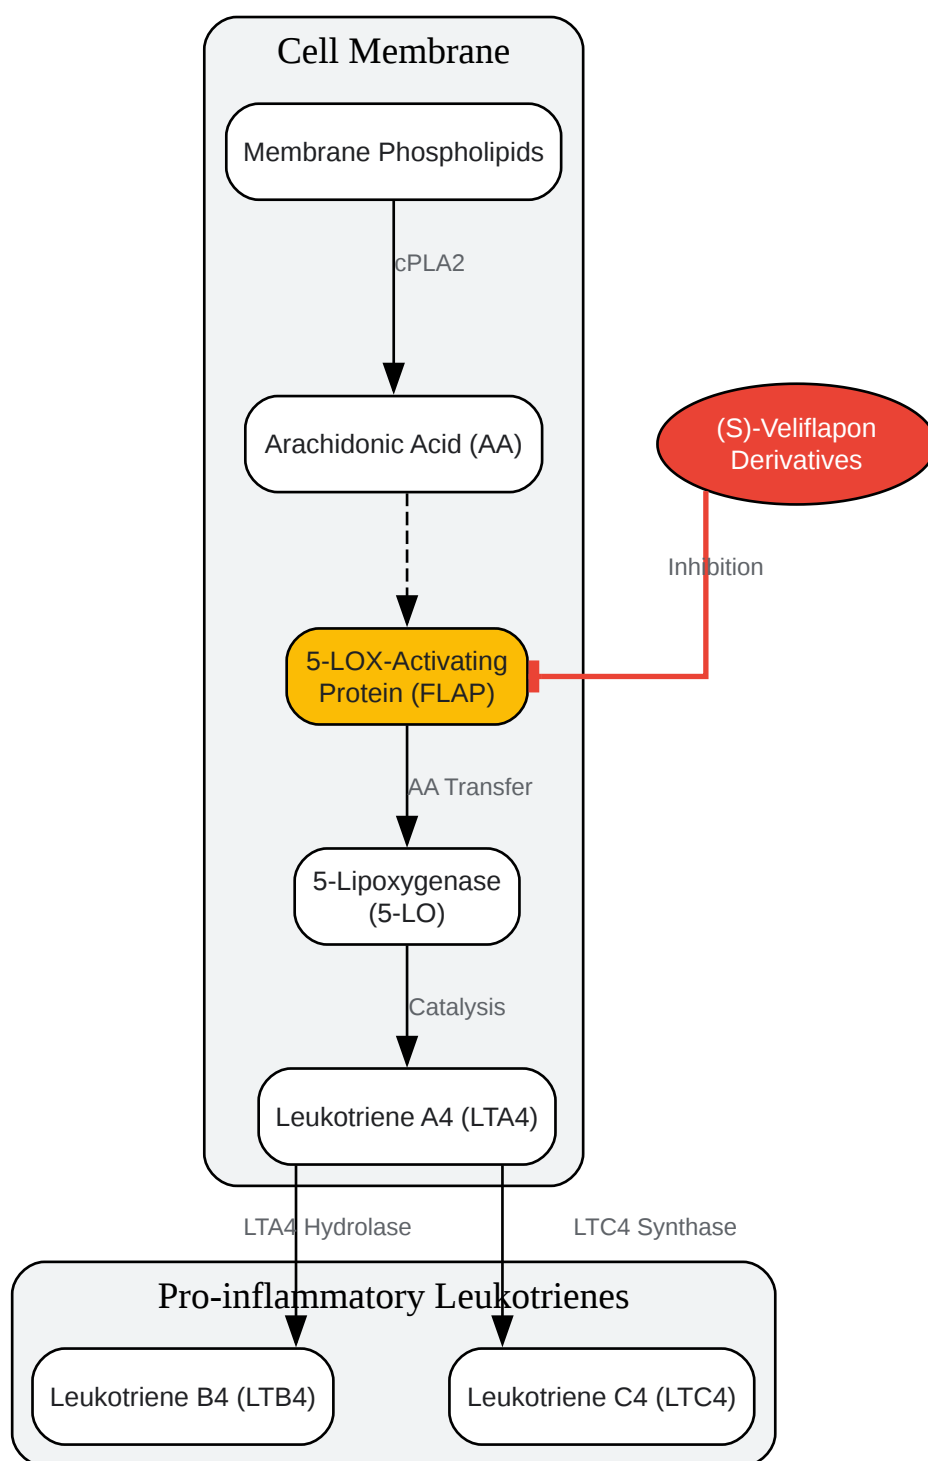 Cell Membrane
Membrane Phospholipids
cPLA2
Arachidonic Acid (AA)
(S)-Veliflapon
Derivatives
Inhibition
5-LOX-Activating
Protein (FLAP)
AA Transfer
5-Lipoxygenase
(5-LO)
Catalysis
Leukotriene A4 (LTA4)
LTA4 Hydrolase
LTC4 Synthase
Pro-inflammatory Leukotrienes
Leukotriene B4 (LTB4)
Leukotriene C4 (LTC4)